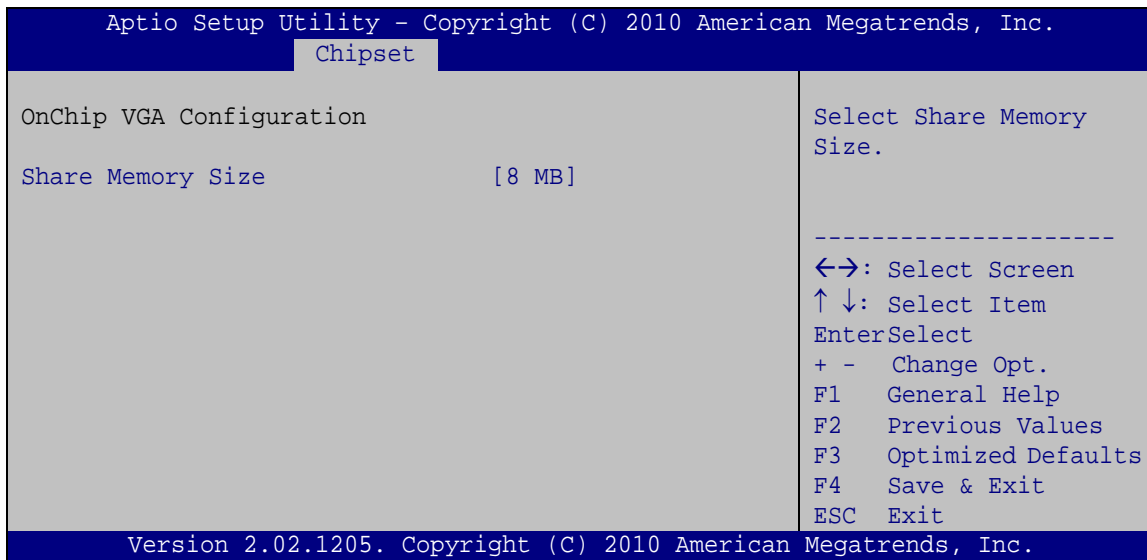 Aptio Setup Utility – Copyright (C) 2010 American Megatrends, Inc.
Chipset
OnChip VGA Configuration
Share Memory Size [8 MB]
Select Share Memory
Size.
---------------------
←→: Select Screen
↑ ↓: Select Item
EnterSelect
+ - Change Opt.
F1 General Help
F2 Previous Values
F3 Optimized Defaults
F4 Save & Exit
ESC Exit
Version 2.02.1205. Copyright (C) 2010 American Megatrends, Inc.